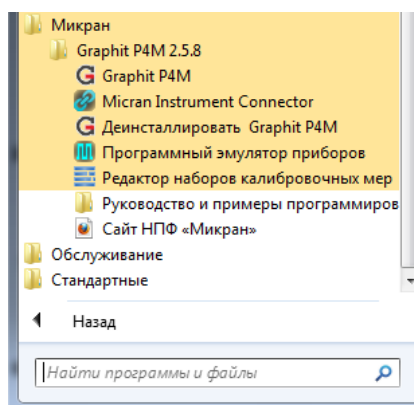 Микран
Graphit P4M 2.5.8
Graphit P4M
Micran Instrument Connector
Деинсталлировать Graphit P4M
Программный эмулятор приборов
Редактор наборов калибровочных мер
Руководство и примеры программиров
Сайт НПФ «Микран»
Обслуживание
Стандартные
Назад
Найти программы и файлы